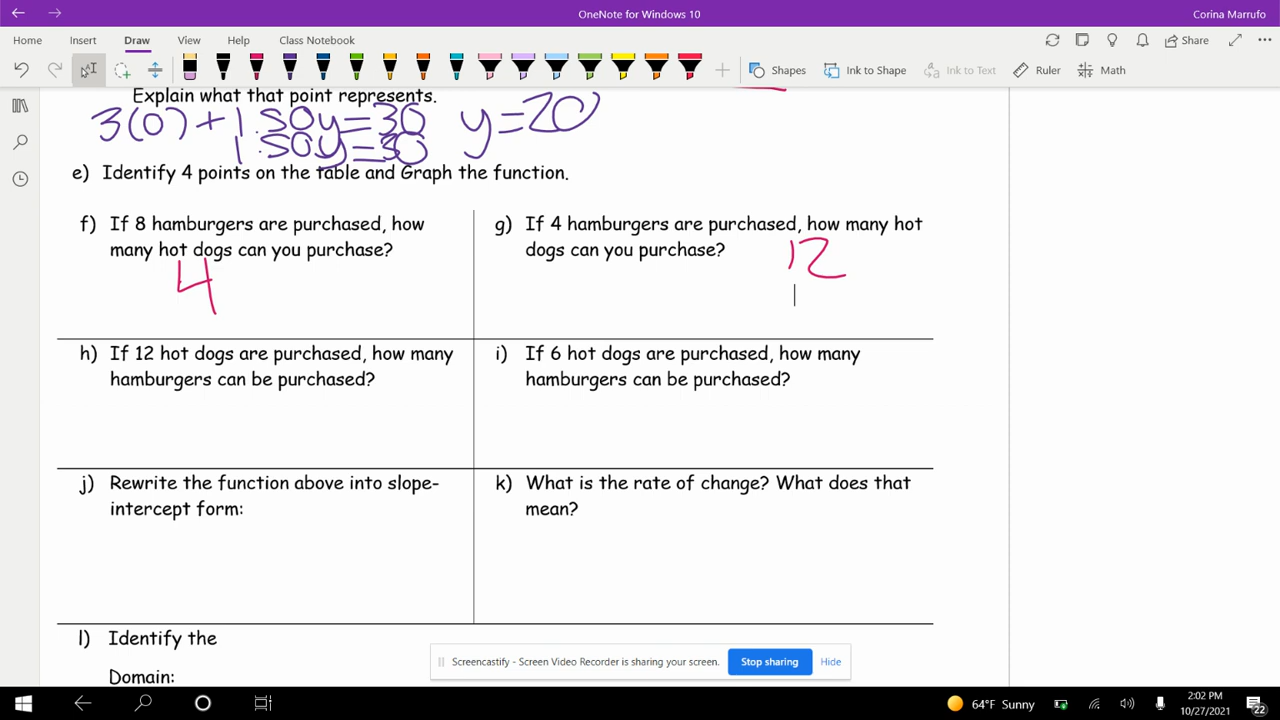 OneNote for Windows 10
Corina Marrufo
Home Insert Draw View Help Class Notebook
Share
Shapes Ink to Shape Ink to Text Ruler Math
Explain what that point represents.
3(0) + 1.50y = 30 y = 20
1.50y = 30
e) Identify 4 points on the table and Graph the function.
f) If 8 hamburgers are purchased, how
many hot dogs can you purchase?
4
g) If 4 hamburgers are purchased, how many hot
dogs can you purchase?
12
h) If 12 hot dogs are purchased, how many
hamburgers can be purchased?
i) If 6 hot dogs are purchased, how many
hamburgers can be purchased?
j) Rewrite the function above into slope-
intercept form:
k) What is the rate of change? What does that
mean?
l) Identify the
Domain:
Screencastify - Screen Video Recorder is sharing your screen. Stop sharing Hide
64°F Sunny
2:02 PM
10/27/2021
22